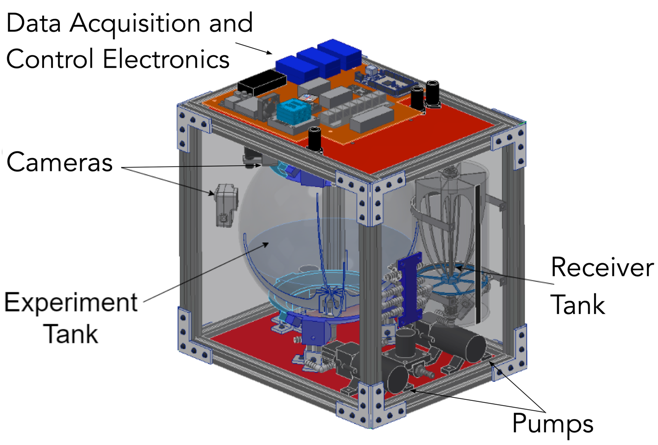 Data Acquisition and
Control Electronics
Cameras
Experiment
Tank
Receiver
Tank
Pumps